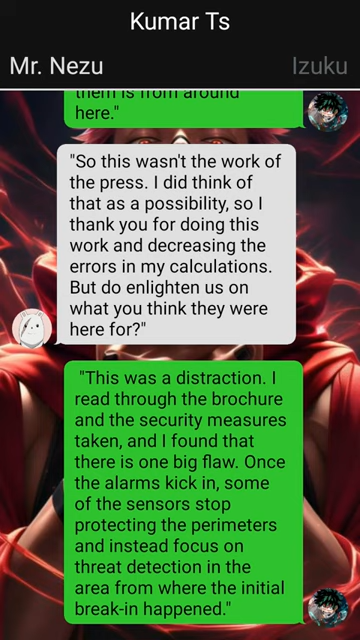 Kumar Ts
Mr. Nezu
Izuku
them is from around
here."
"So this wasn't the work of
the press. I did think of
that as a possibility, so I
thank you for doing this
work and decreasing the
errors in my calculations.
But do enlighten us on
what you think they were
here for?"
"This was a distraction. I
read through the brochure
and the security measures
taken, and I found that
there is one big flaw. Once
the alarms kick in, some
of the sensors stop
protecting the perimeters
and instead focus on
threat detection in the
area from where the initial
break-in happened."